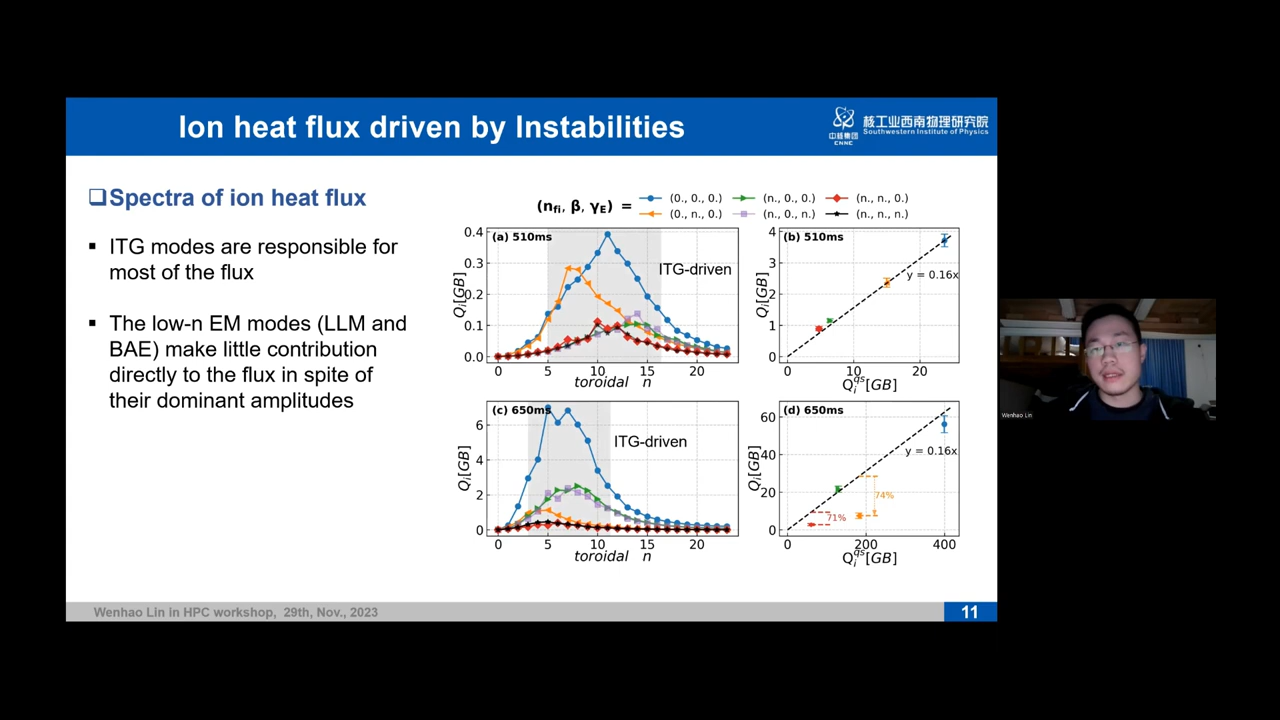 Ion heat flux driven by Instabilities
中核集团
CNNC
核工业西南物理研究院
Southwestern Institute of Physics
Spectra of ion heat flux
▪ ITG modes are responsible for
most of the flux
▪ The low-n EM modes (LLM and
BAE) make little contribution
directly to the flux in spite of
their dominant amplitudes
(n_fi, β, γ_E) =
(0., 0., 0.) (n., 0., 0.) (n., n., 0.)
(0., n., 0.) (n., 0., n.) (n., n., n.)
(a) 510ms
ITG-driven
Q_i[GB]
0.4
0.3
0.2
0.1
0.0
0 5 10 15 20
toroidal n
(b) 510ms
y = 0.16x
Q_i[GB]
4
3
2
1
0
0 10 20
Q_i^qs[GB]
(c) 650ms
ITG-driven
Q_i[GB]
6
4
2
0
0 5 10 15 20
toroidal n
(d) 650ms
y = 0.16x
74%
71%
Q_i[GB]
60
40
20
0
0 200 400
Q_i^qs[GB]
Wenhao Lin in HPC workshop, 29th, Nov., 2023
11
Wenhao Lin